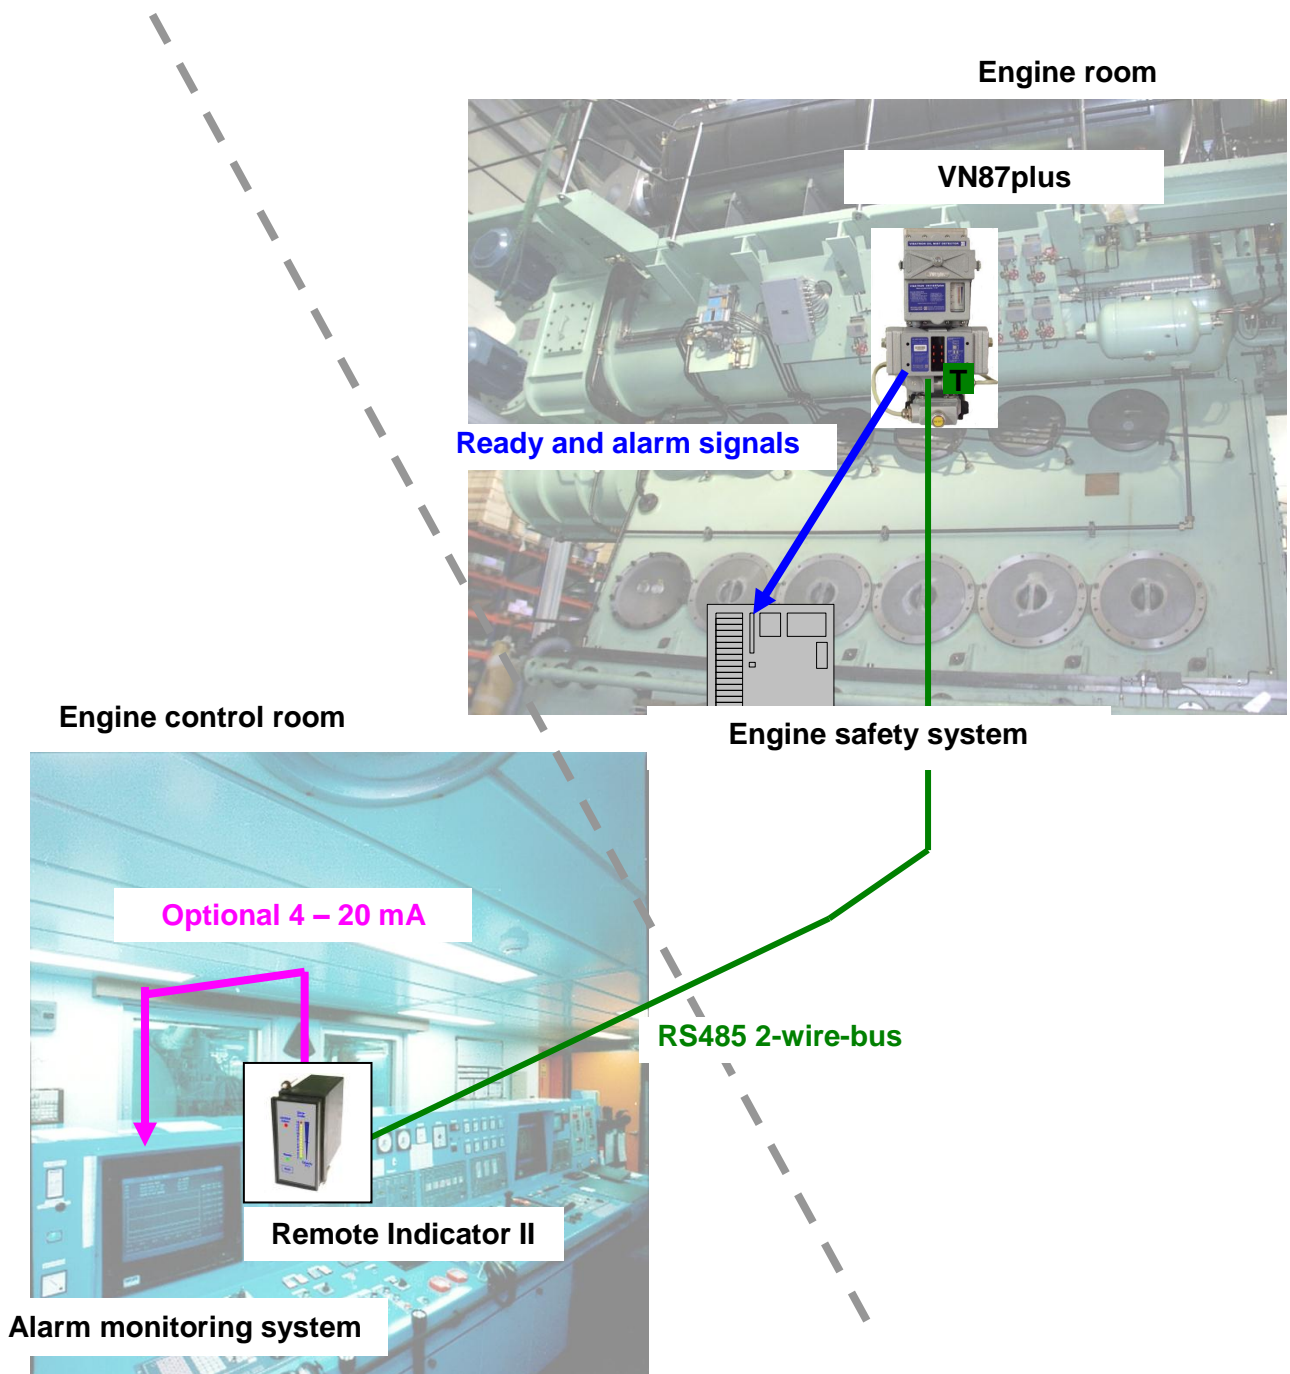 Engine room
VN87plus
T
Ready and alarm signals
Engine control room
Engine safety system
Optional 4 – 20 mA
RS485 2-wire-bus
Remote Indicator II
Alarm monitoring system